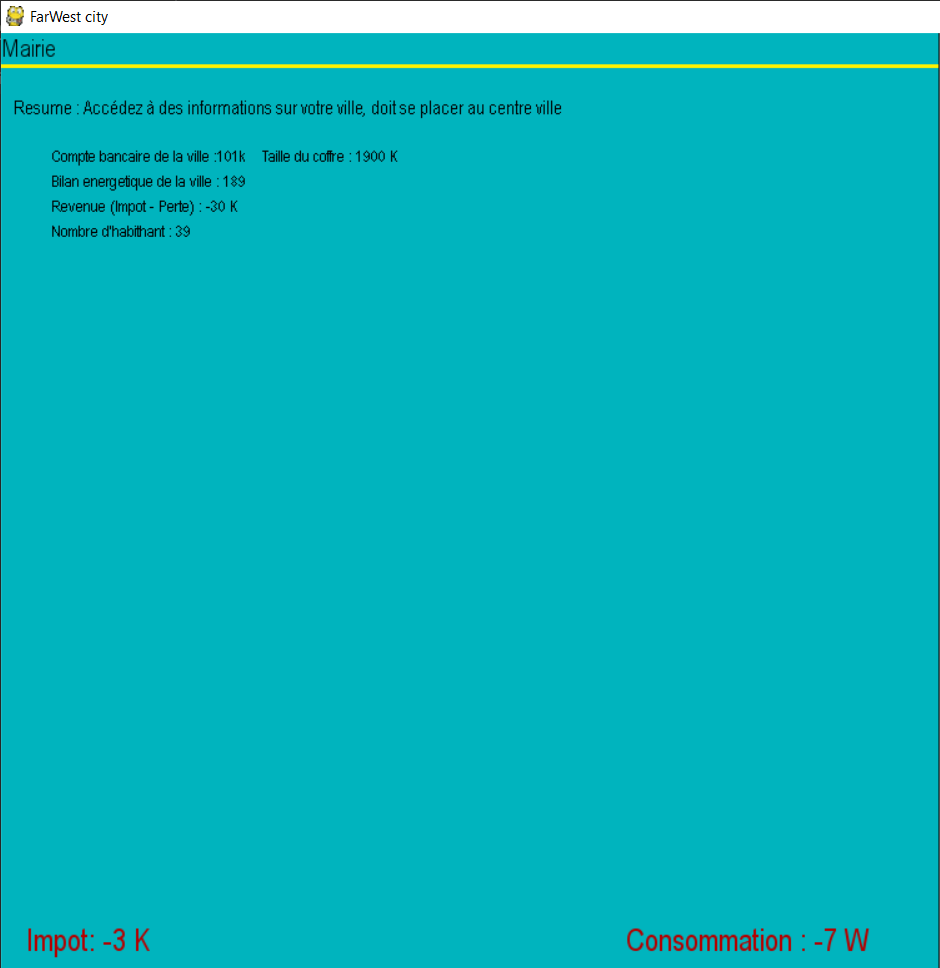 FarWest city
Mairie
Resume : Accédez à des informations sur votre ville, doit se placer au centre ville
Compte bancaire de la ville :101k Taille du coffre : 1900 K
Bilan energetique de la ville : 189
Revenue (Impot - Perte) : -30 K
Nombre d'habithant : 39
Impot: -3 K Consommation : -7 W